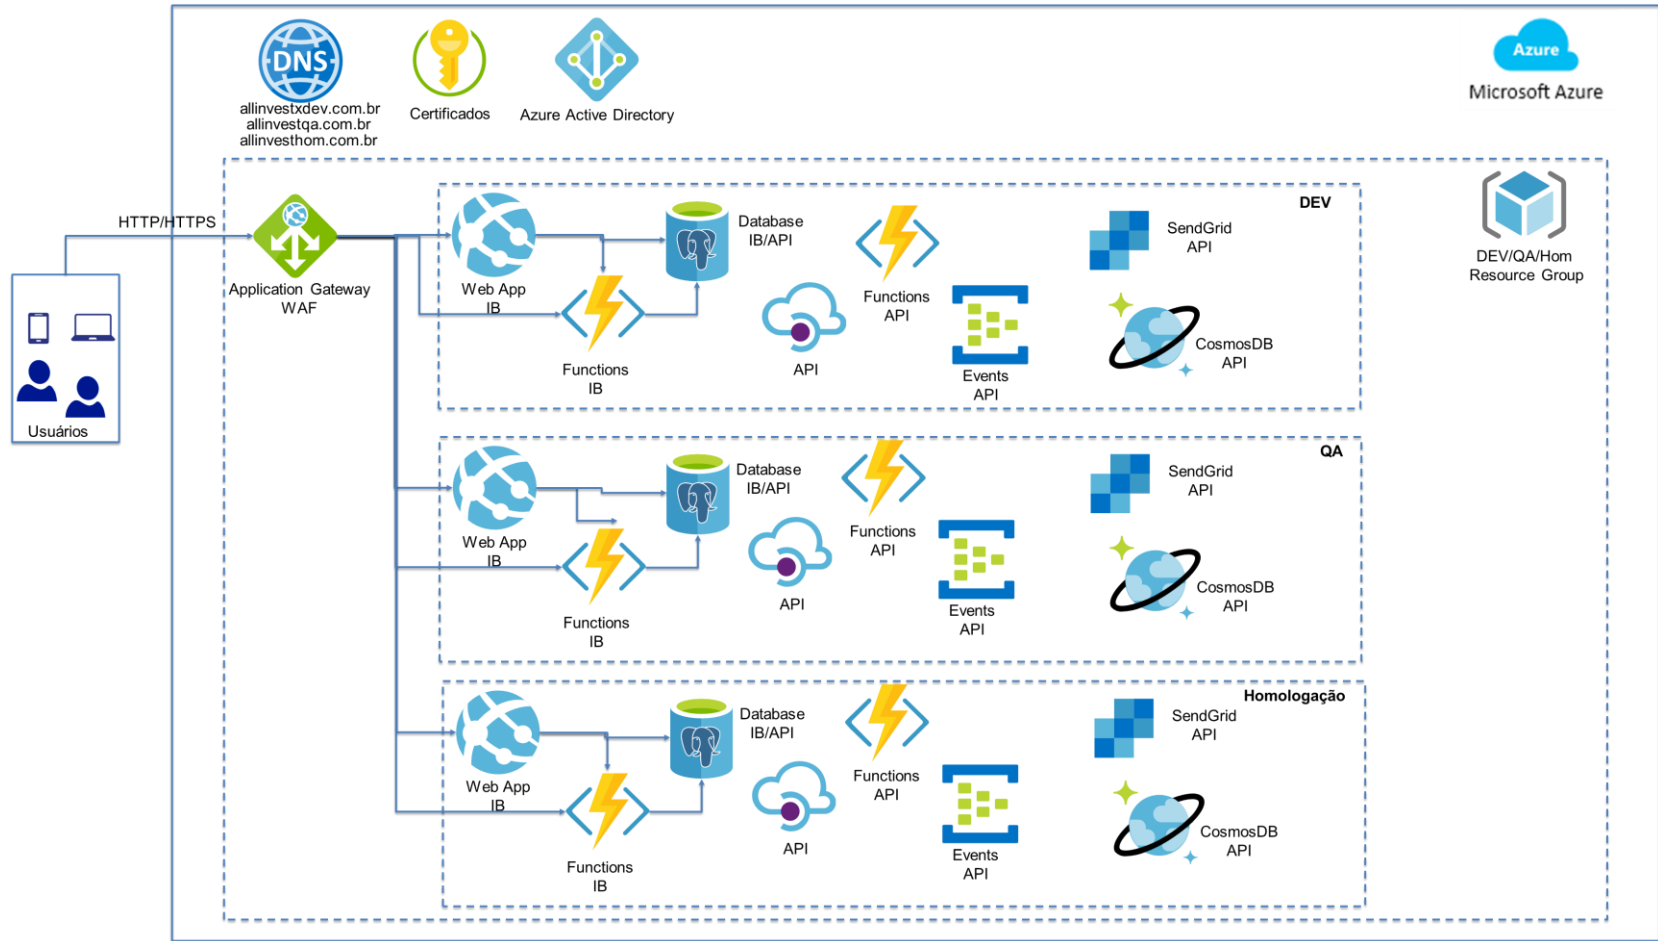 DNS
allinvestxdev.com.br
allinvestqa.com.br
allinvesthom.com.br
Certificados
Azure Active Directory
Azure
Microsoft Azure
HTTP/HTTPS
Application Gateway
WAF
Usuários
DEV/QA/Hom
Resource Group
DEV
Web App
IB
Functions
IB
Database
IB/API
API
Functions
API
Events
API
SendGrid
API
CosmosDB
API
QA
Web App
IB
Functions
IB
Database
IB/API
API
Functions
API
Events
API
SendGrid
API
CosmosDB
API
Homologação
Web App
IB
Functions
IB
Database
IB/API
API
Functions
API
Events
API
SendGrid
API
CosmosDB
API